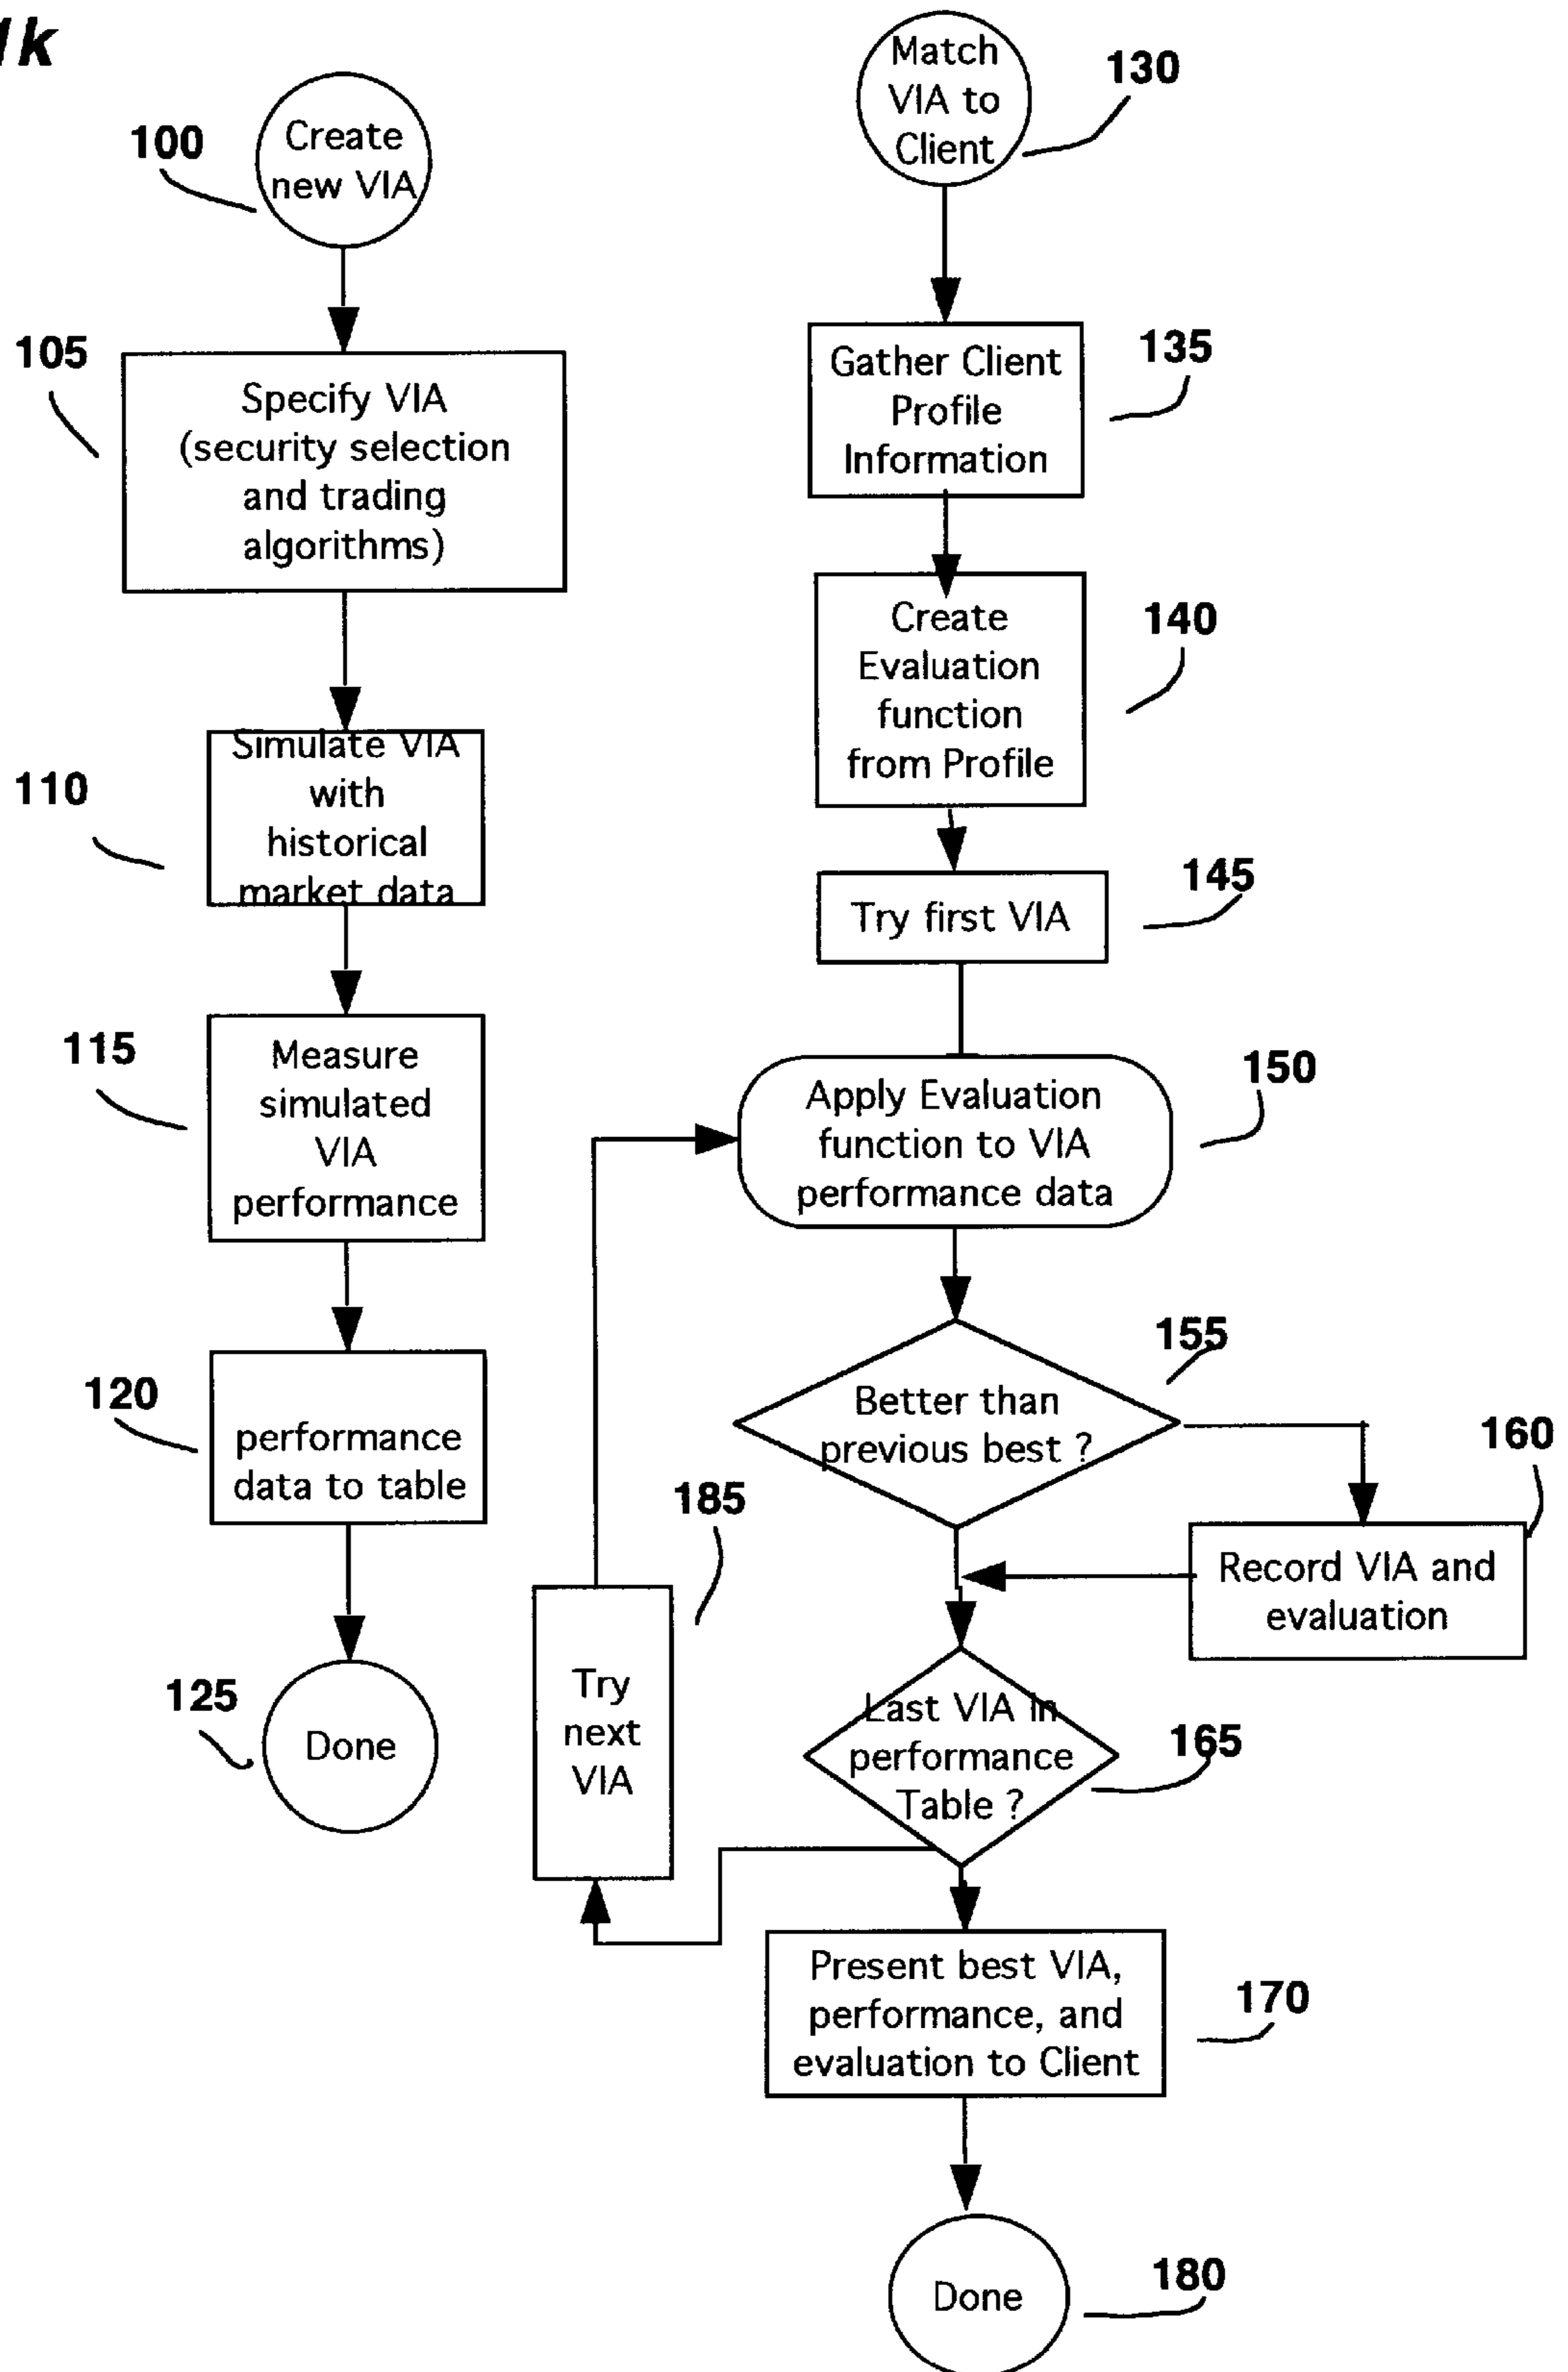 1k
100
Create
new VIA
105
Specify VIA
(security selection
and trading
algorithms)
110
Simulate VIA
with
historical
market data
115
Measure
simulated
VIA
performance
120
performance
data to table
125
Done
130
Match
VIA to
Client
135
Gather Client
Profile
Information
140
Create
Evaluation
function
from Profile
145
Try first VIA
150
Apply Evaluation
function to VIA
performance data
155
Better than
previous best ?
160
Record VIA and
evaluation
185
Try
next
VIA
165
Last VIA in
performance
Table ?
170
Present best VIA,
performance, and
evaluation to Client
180
Done